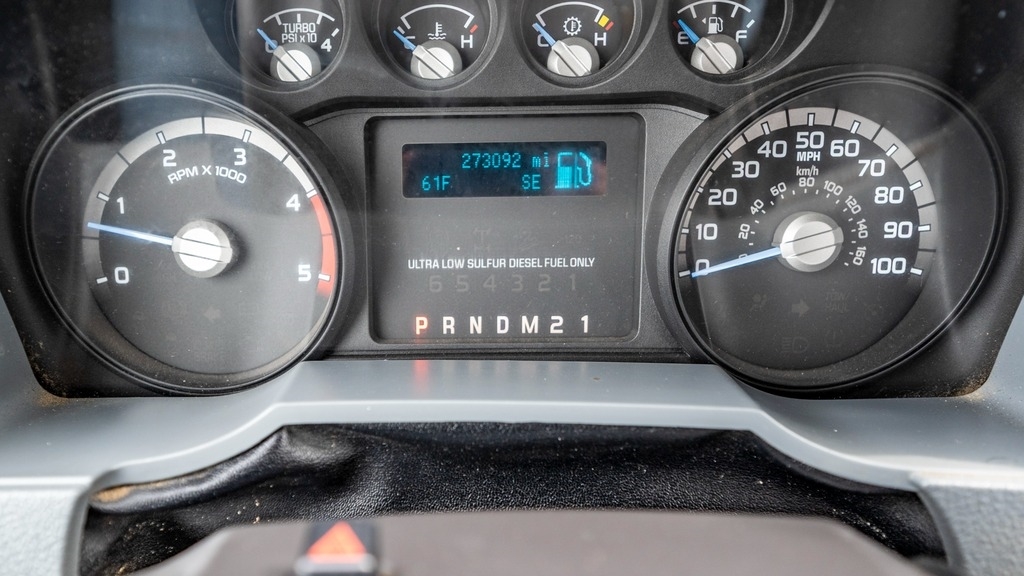 TURBO
PSI x 10
4
C H
C H
E F
0 1 2 3 4 5
RPM X 1000
273092 mi
61F SE
ULTRA LOW SULFUR DIESEL FUEL ONLY
6 5 4 3 2 1
P R N D M 2 1
0 10 20 30 40 50 60 70 80 90 100
MPH
km/h
20 40 60 80 100 120 140 160